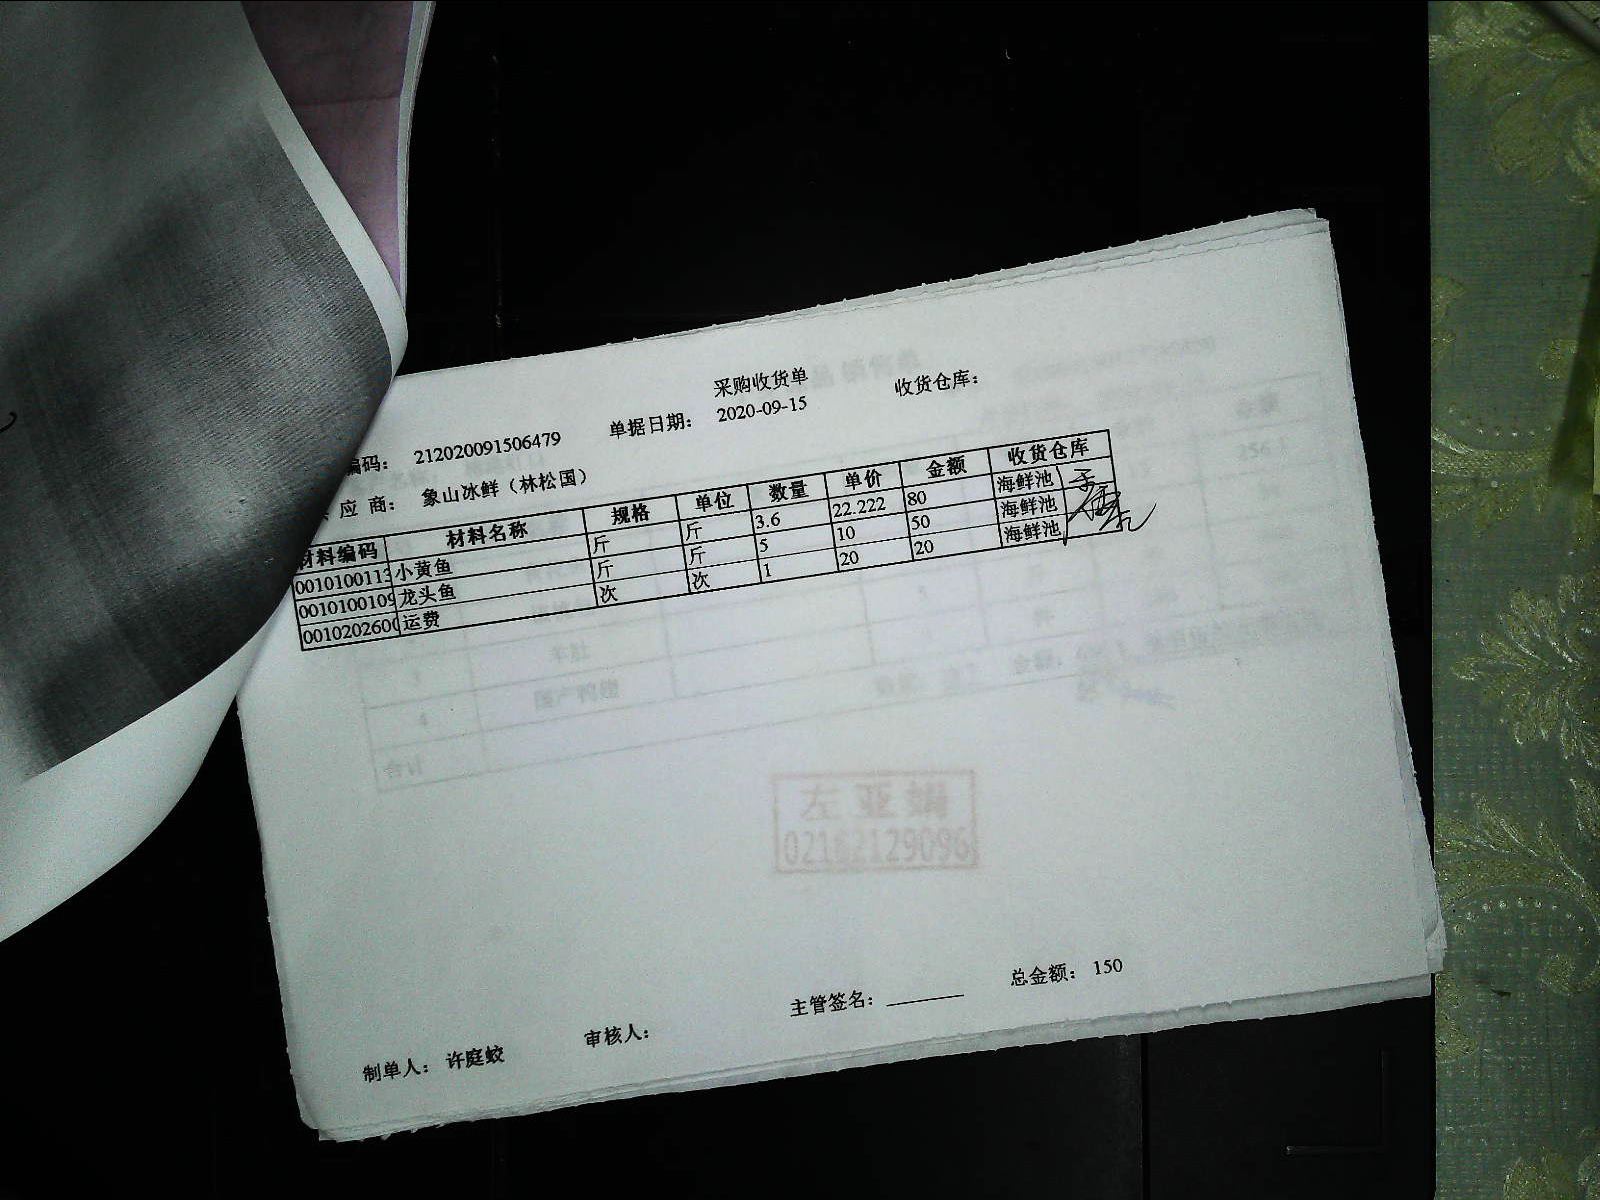 采购收货单
编码： 212020091506479 单据日期： 2020-09-15 收货仓库：
应 商： 象山冰鲜（林松国）
材料编码 材料名称 规格 单位 数量 单价 金额 收货仓库
0010100113 小黄鱼 斤 斤 3.6 22.222 80 海鲜池
0010100109 龙头鱼 斤 斤 5 10 50 海鲜池
0010202600 运费 次 次 1 20 20 海鲜池
左亚娟
02162129096
总金额： 150
制单人： 许庭蛟 审核人： 主管签名：